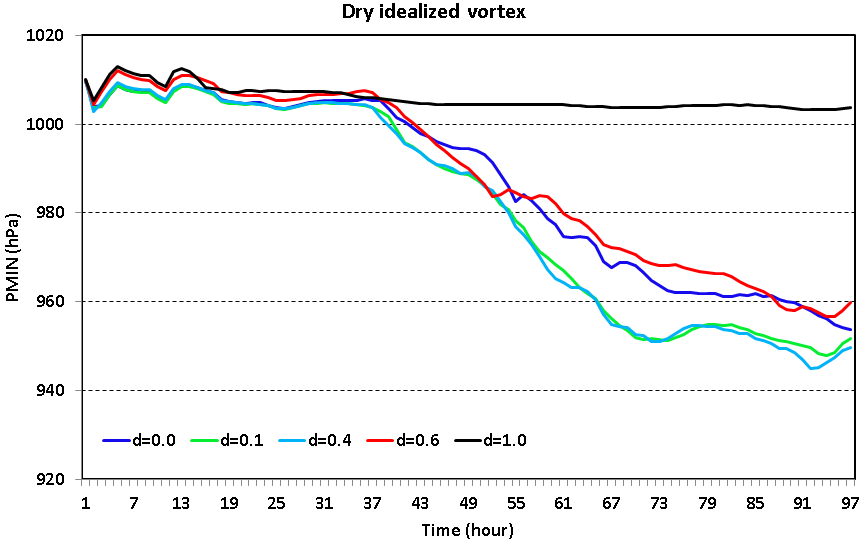 Dry idealized vortex
1020
1000
980
960
940
920
PMIN (hPa)
d=0.0 d=0.1 d=0.4 d=0.6 d=1.0
1 7 13 19 25 31 37 43 49 55 61 67 73 79 85 91 97
Time (hour)